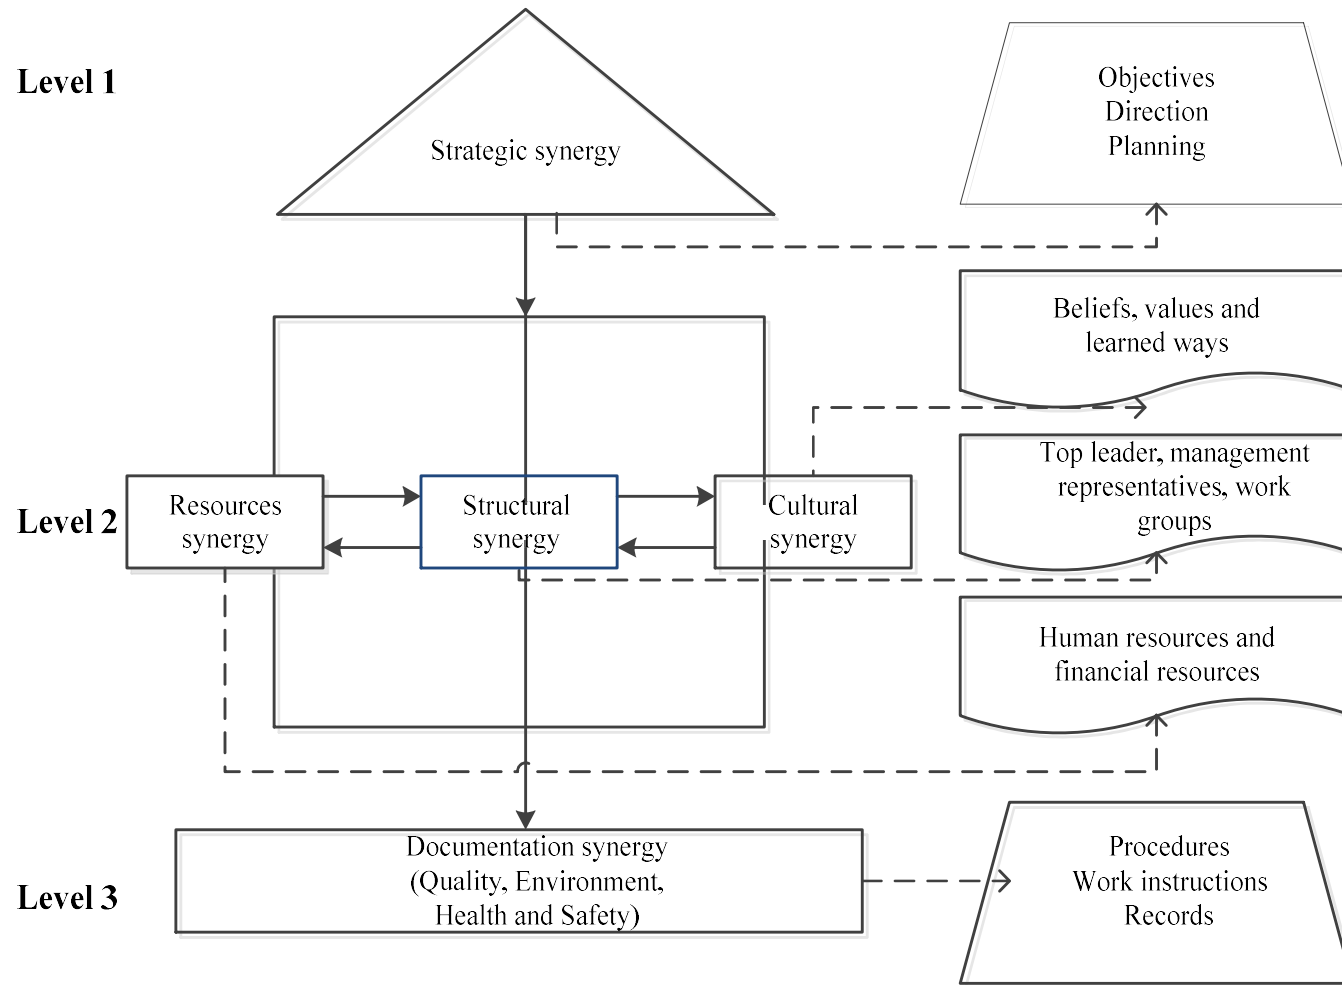 Level 1
Strategic synergy
Objectives
Direction
Planning
Beliefs, values and
learned ways
Level 2
Resources
synergy
Structural
synergy
Cultural
synergy
Top leader, management
representatives, work
groups
Human resources and
financial resources
Level 3
Documentation synergy
(Quality, Environment,
Health and Safety)
Procedures
Work instructions
Records